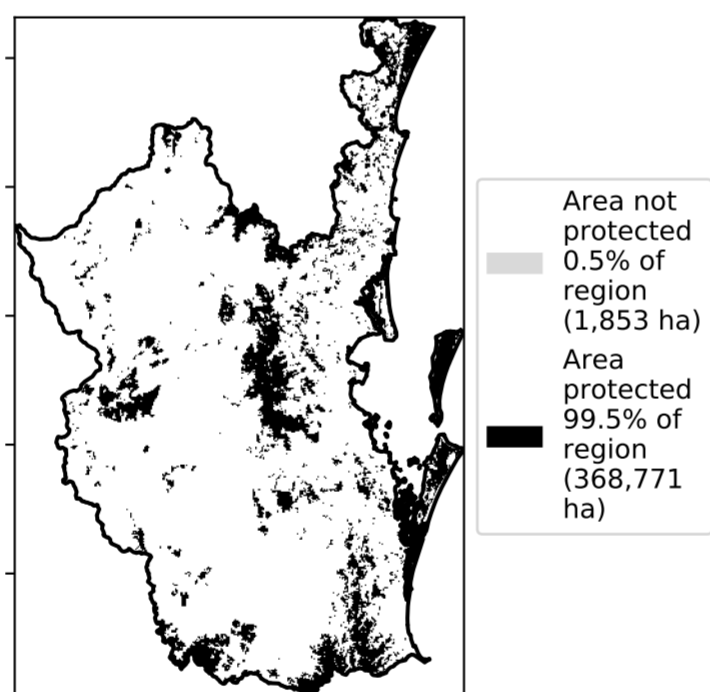 Area not
protected
0.5% of
region
(1,853 ha)
Area
protected
99.5% of
region
(368,771
ha)